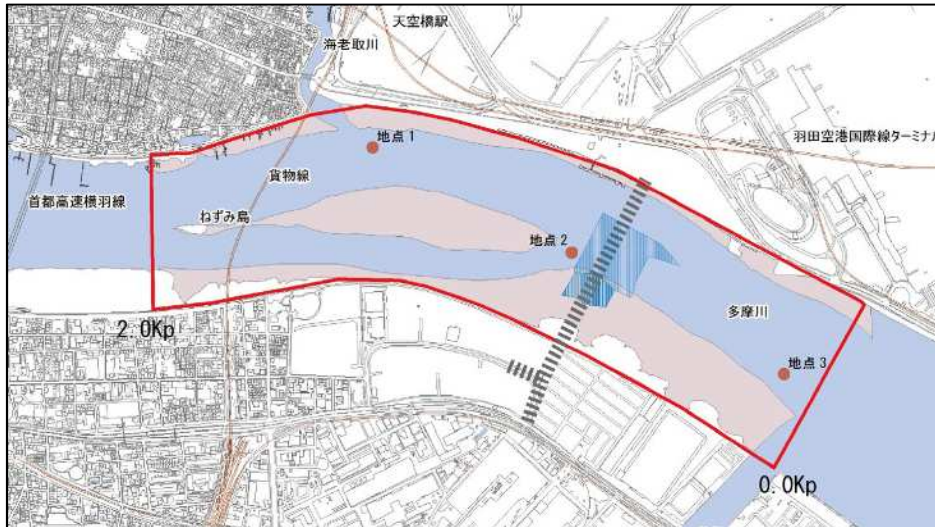 天空橋駅
海老取川
地点 1
羽田空港国際線ターミナル
貨物線
首都高速横羽線
ねずみ島
地点 2
多摩川
2.0Kp
地点 3
0.0Kp